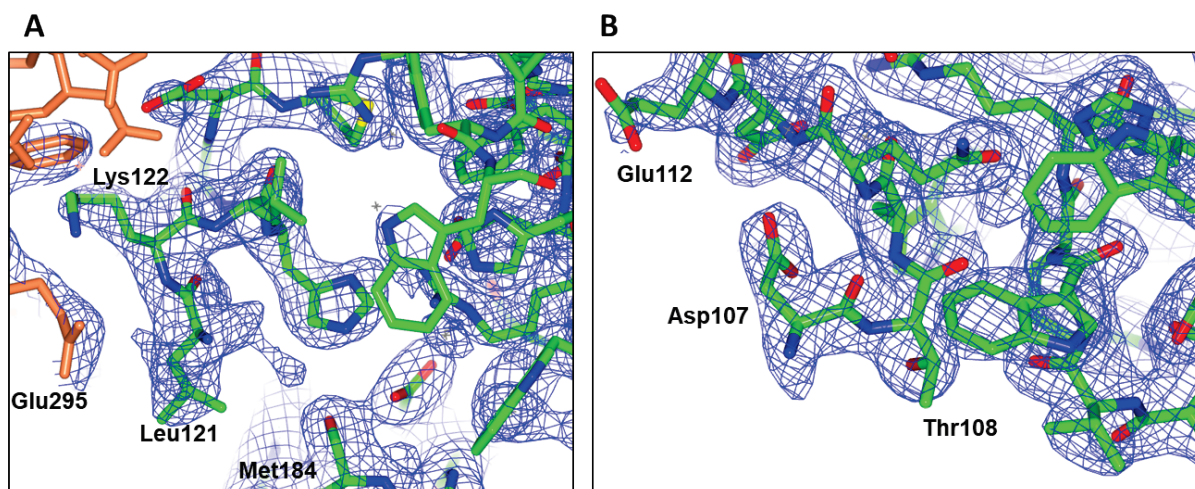 A
B
Lys122
Glu112
Asp107
Glu295
Leu121
Thr108
Met184